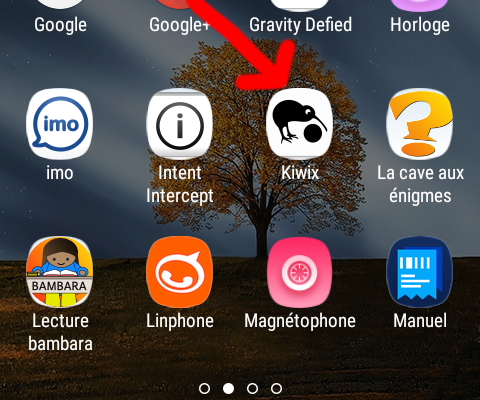 Google
Google+
Gravity Defied
Horloge
imo
imo
Intent
Intercept
Kiwix
La cave aux
énigmes
BAMBARA
Lecture
bambara
Linphone
Magnétophone
Manuel